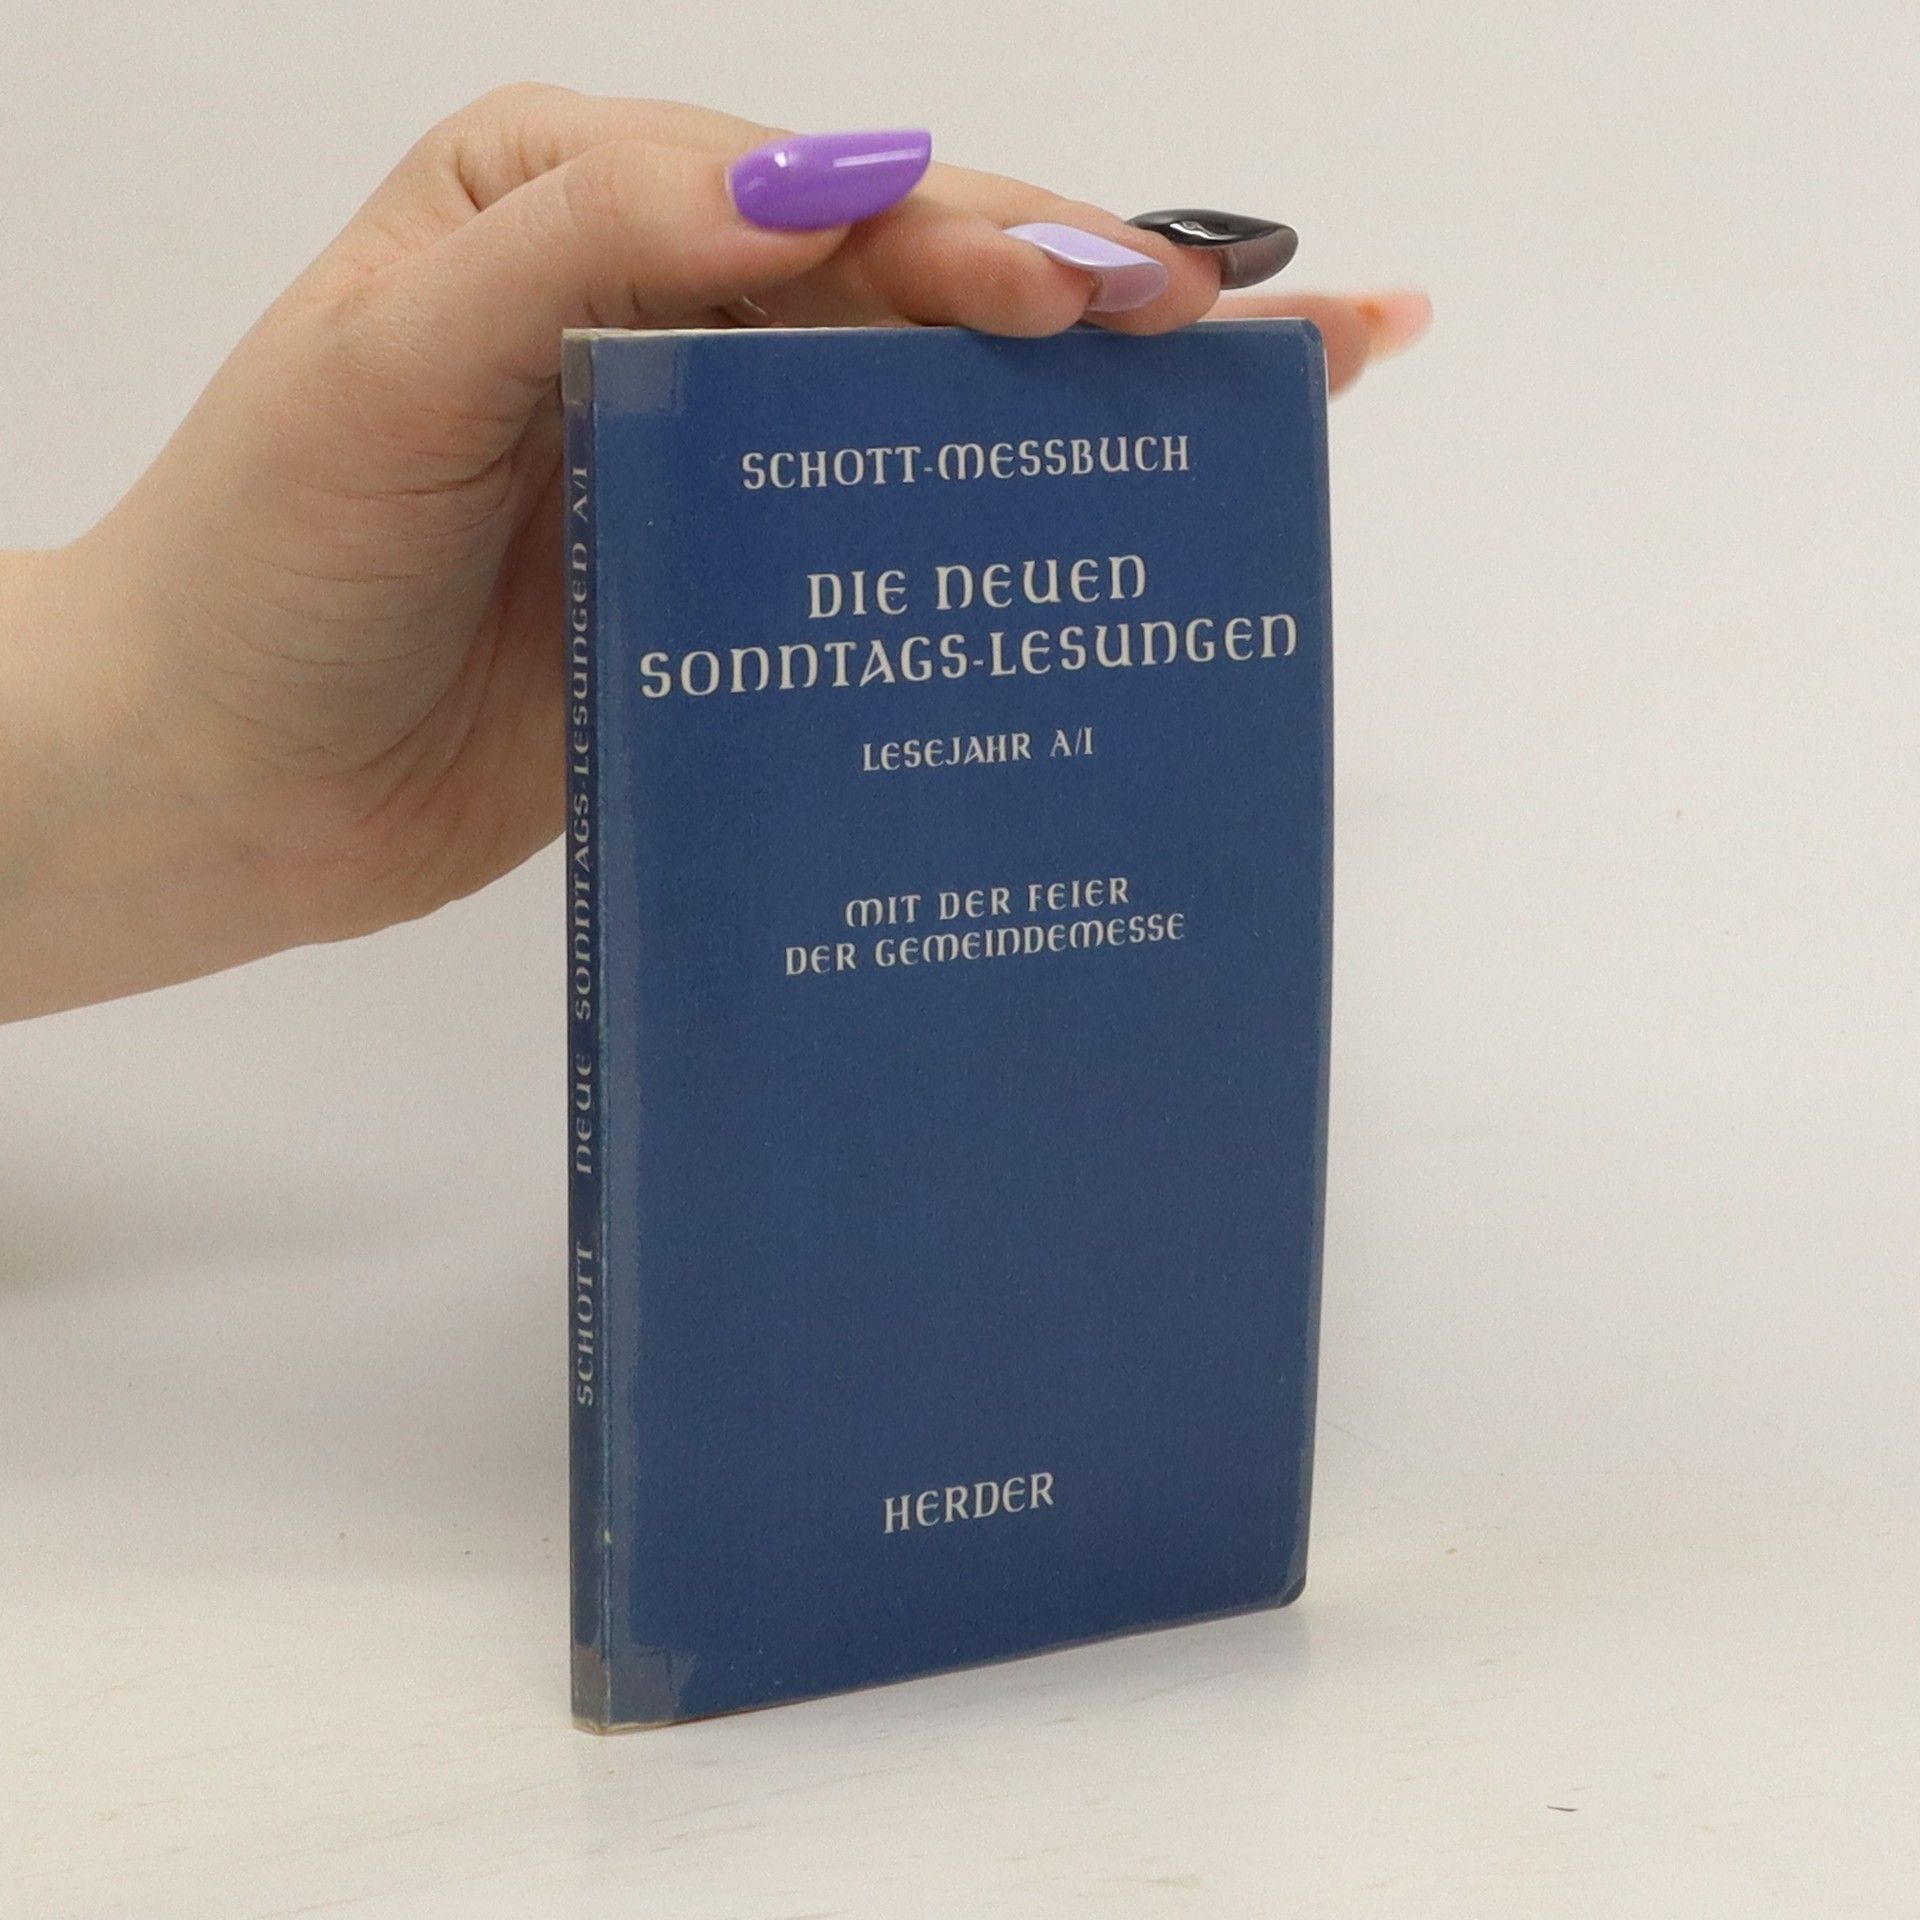 SCHOTT-MESSBUCH
DIE NEUEN
SONNTAGS-LESUNGEN
LESEJAHR A/I
MIT DER FEIER
DER GEMEINDEMESSE
HERDER
SCHOTT NEUE SONNTAGS-LESUNGEN A/I